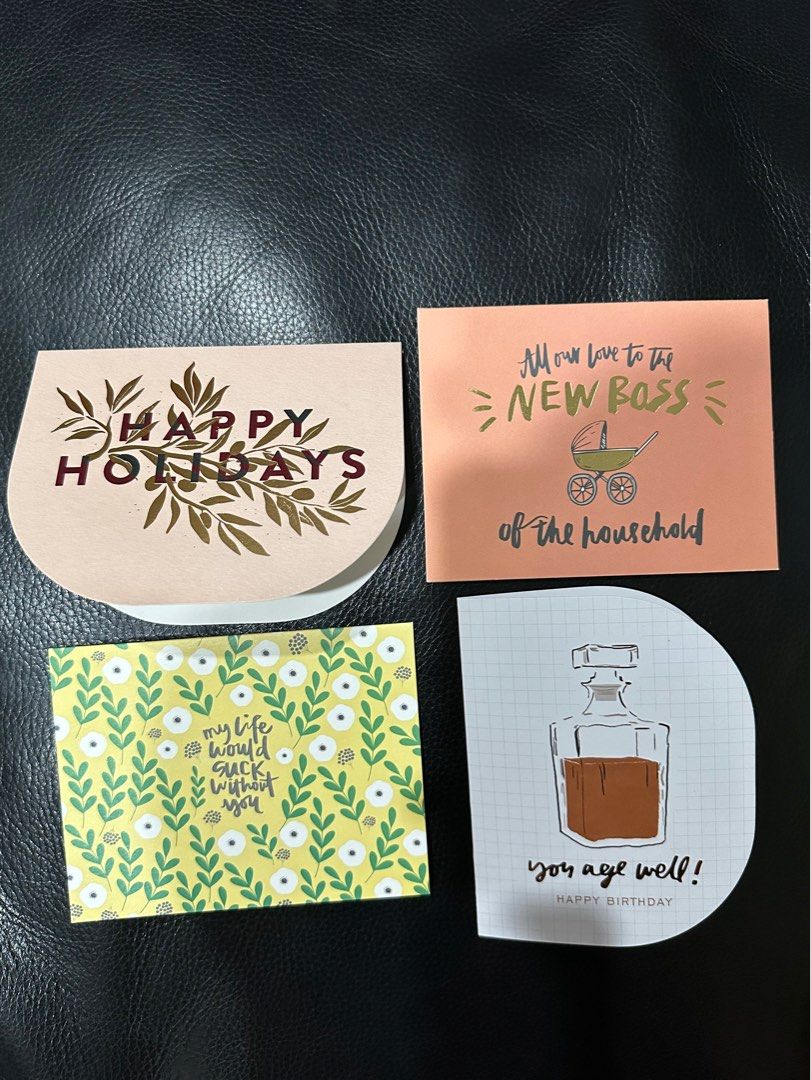 HAPPY
HOLIDAYS
All our love to the
NEW BOSS
of the household
my life
would
suck
without
you
you age well!
HAPPY BIRTHDAY